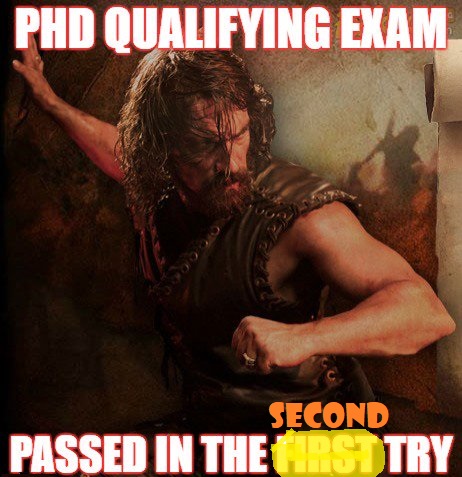 PHD QUALIFYING EXAM
SECOND
PASSED IN THE FIRST TRY